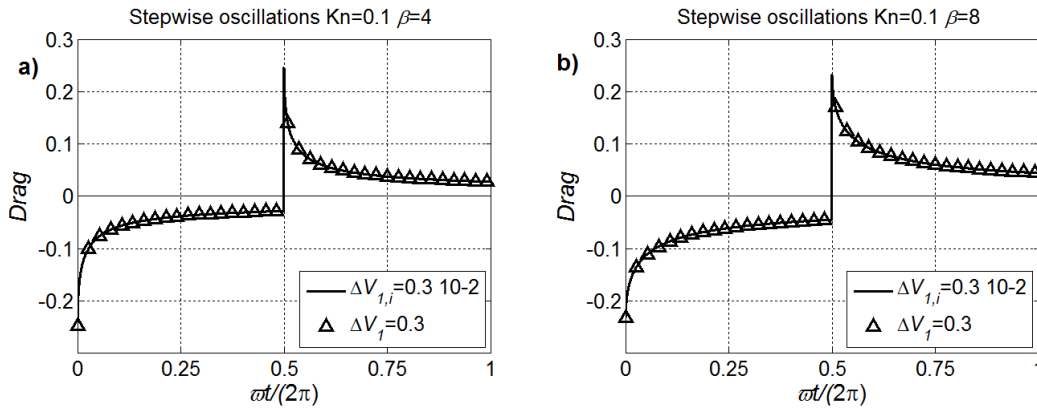 Stepwise oscillations Kn=0.1 β=4
a)
0.3
0.2
0.1
0
-0.1
-0.2
Drag
ΔV1,i=0.3 10-2
ΔV1=0.3
0
0.25
0.5
0.75
1
ϖt/(2π)
Stepwise oscillations Kn=0.1 β=8
b)
0.3
0.2
0.1
0
-0.1
-0.2
Drag
ΔV1,i=0.3 10-2
ΔV1=0.3
0
0.25
0.5
0.75
1
ϖt/(2π)